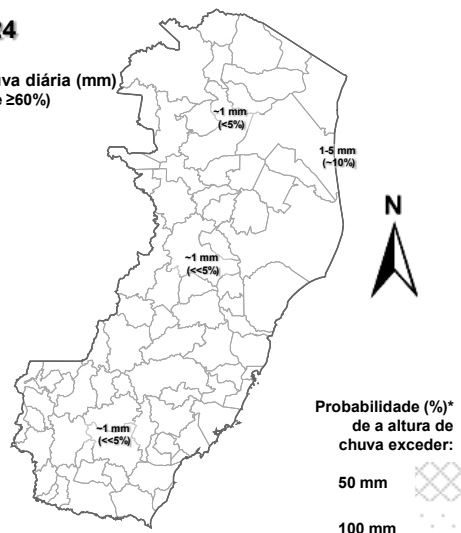 24
uva diária (mm)
e ≥60%)
~1 mm
(<5%)
1-5 mm
(~10%)
~1 mm
(<<5%)
N
~1 mm
(<<5%)
Probabilidade (%)*
de a altura de
chuva exceder:
50 mm
100 mm